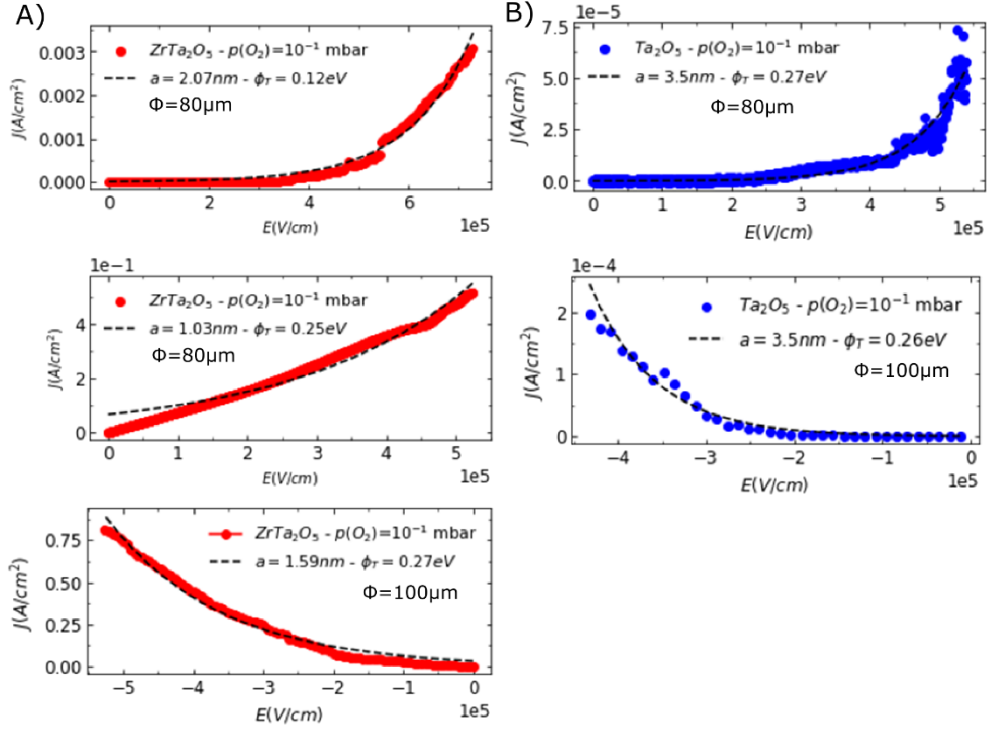 A)
ZrTa₂O₅ - p(O₂)=10⁻¹ mbar
a = 2.07nm - ϕ_T = 0.12eV
Φ=80μm
0.003
0.002
0.001
0.000
J(A/cm²)
0 2 4 6
1e5
E(V/cm)
1e−1
ZrTa₂O₅ - p(O₂)=10⁻¹ mbar
a = 1.03nm - ϕ_T = 0.25eV
Φ=80μm
4
2
0
J(A/cm²)
0 1 2 3 4 5
1e5
E(V/cm)
ZrTa₂O₅ - p(O₂)=10⁻¹ mbar
a = 1.59nm - ϕ_T = 0.27eV
Φ=100μm
0.75
0.50
0.25
0.00
J(A/cm²)
−5 −4 −3 −2 −1 0
1e5
E(V/cm)
B)
1e−5
Ta₂O₅ - p(O₂)=10⁻¹ mbar
a = 3.5nm - ϕ_T = 0.27eV
Φ=80μm
7.5
5.0
2.5
0.0
J(A/cm²)
0 1 2 3 4 5
1e5
E(V/cm)
1e−4
Ta₂O₅ - p(O₂)=10⁻¹ mbar
a = 3.5nm - ϕ_T = 0.26eV
Φ=100μm
2
1
0
J(A/cm²)
−4 −3 −2 −1 0
1e5
E(V/cm)